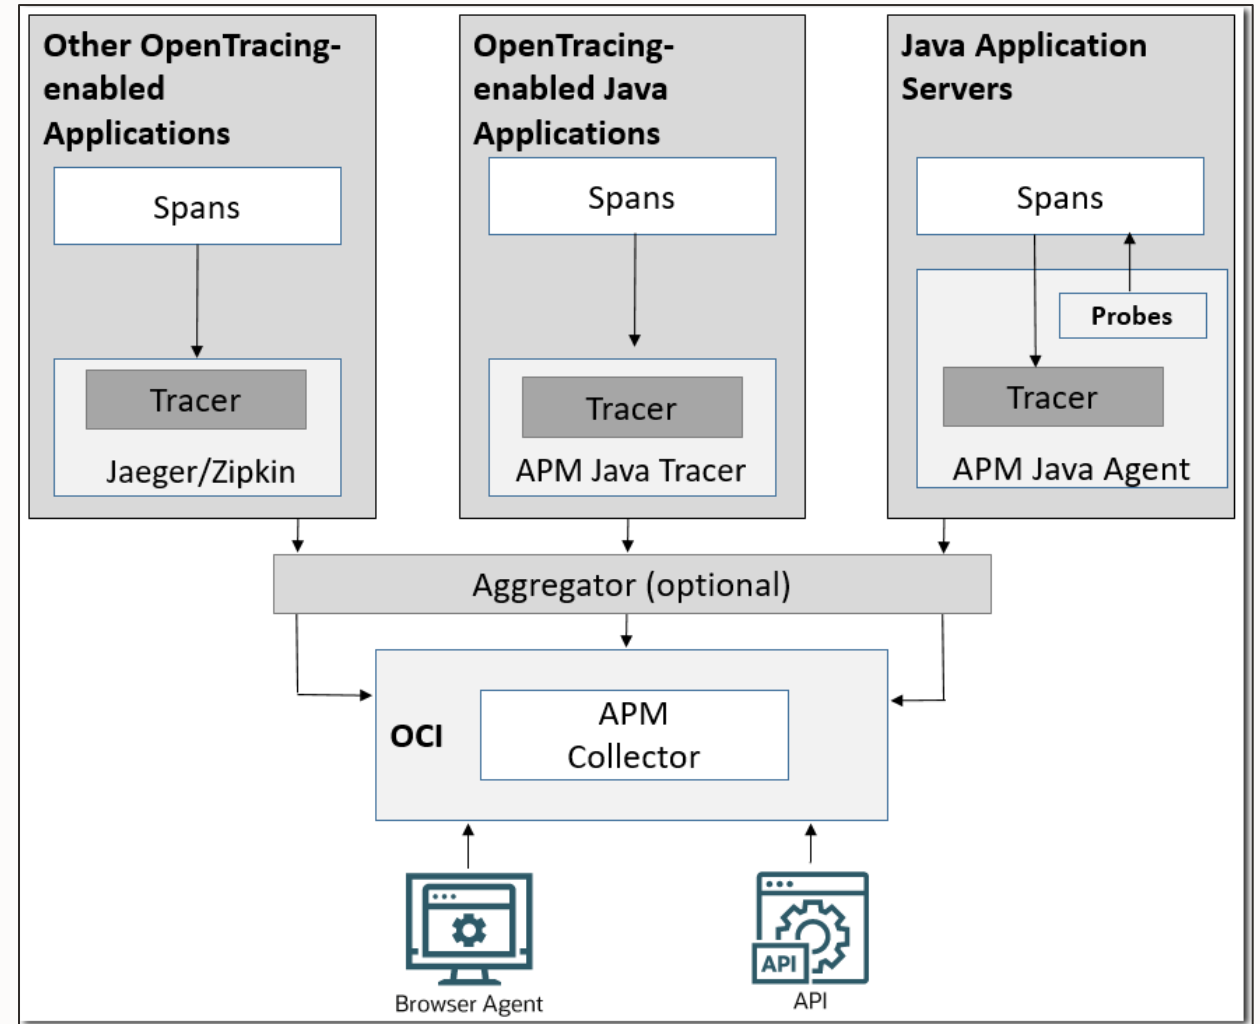 Other OpenTracing-
enabled
Applications
Spans
Tracer
Jaeger/Zipkin
OpenTracing-
enabled Java
Applications
Spans
Tracer
APM Java Tracer
Java Application
Servers
Spans
Probes
Tracer
APM Java Agent
Aggregator (optional)
OCI
APM
Collector
Browser Agent
API
API